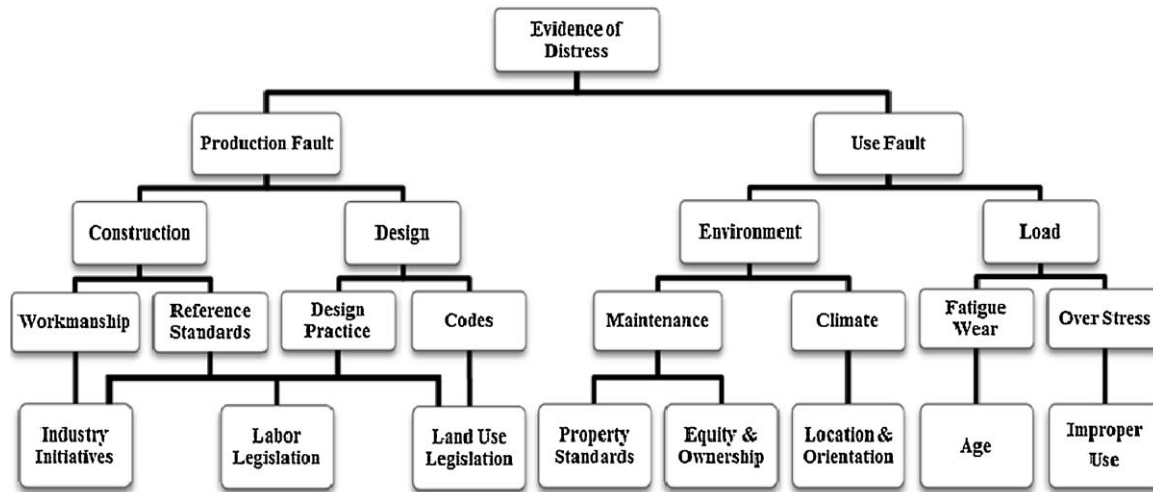 Evidence of
Distress
Production Fault
Use Fault
Construction
Design
Environment
Load
Workmanship
Reference
Standards
Design
Practice
Codes
Maintenance
Climate
Fatigue
Wear
Over Stress
Industry
Initiatives
Labor
Legislation
Land Use
Legislation
Property
Standards
Equity &
Ownership
Location &
Orientation
Age
Improper
Use